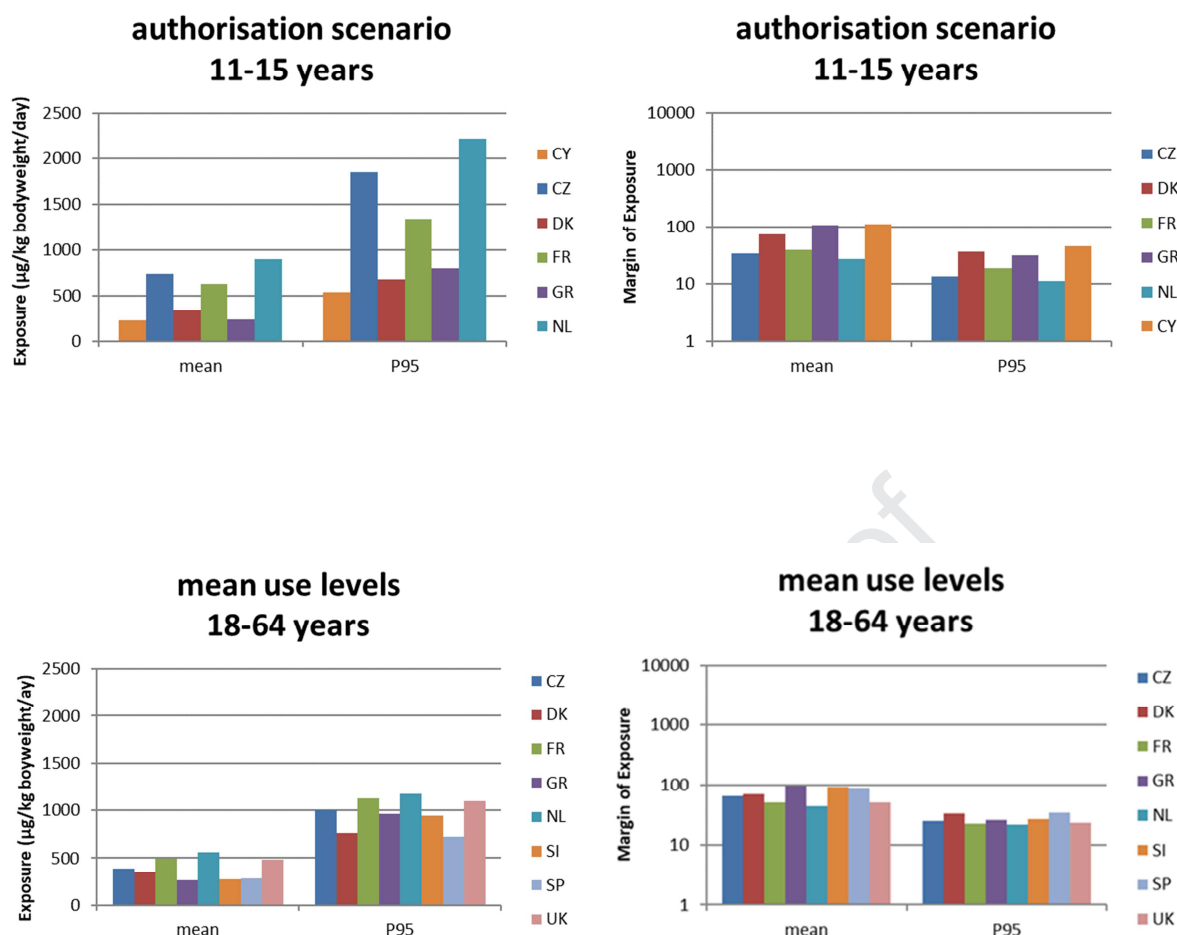 authorisation scenario
11-15 years
Exposure (µg/kg bodyweight/day)
2500
2000
1500
1000
500
0
mean
P95
CY
CZ
DK
FR
GR
NL
authorisation scenario
11-15 years
Margin of Exposure
10000
1000
100
10
1
mean
P95
CZ
DK
FR
GR
NL
CY
of
mean use levels
18-64 years
Exposure (µg/kg boyweight/ay)
2500
2000
1500
1000
500
0
mean
P95
CZ
DK
FR
GR
NL
SI
SP
UK
mean use levels
18-64 years
Margin of Exposure
10000
1000
100
10
1
mean
P95
CZ
DK
FR
GR
NL
SI
SP
UK